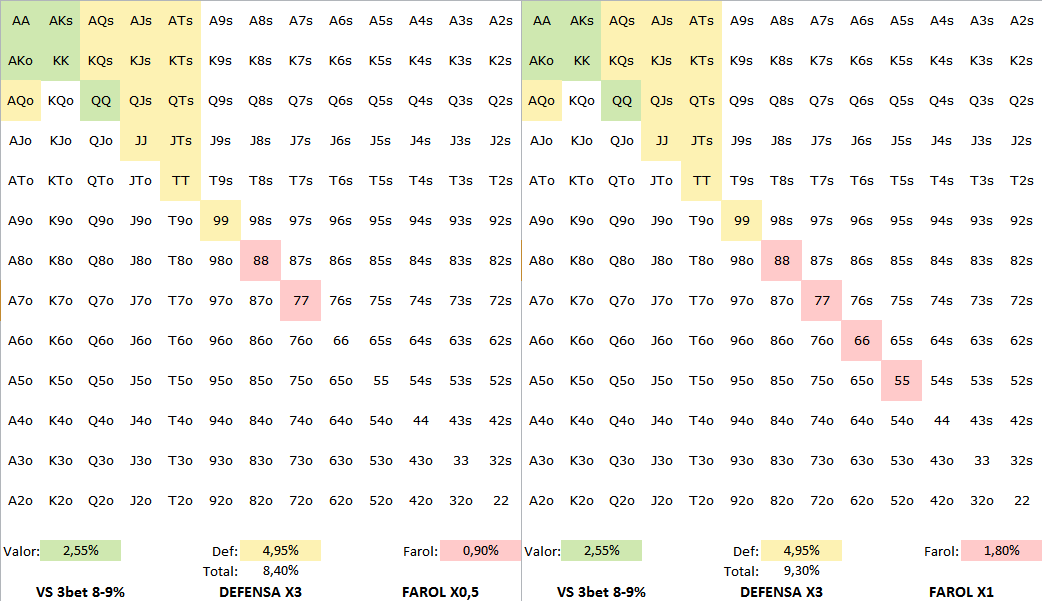 AA AKs AQs AJs ATs A9s A8s A7s A6s A5s A4s A3s A2s AA AKs AQs AJs ATs A9s A8s A7s A6s A5s A4s A3s A2s
AKo KK KQs KJs KTs K9s K8s K7s K6s K5s K4s K3s K2s AKo KK KQs KJs KTs K9s K8s K7s K6s K5s K4s K3s K2s
AQo KQo QQ QJs QTs Q9s Q8s Q7s Q6s Q5s Q4s Q3s Q2s AQo KQo QQ QJs QTs Q9s Q8s Q7s Q6s Q5s Q4s Q3s Q2s
AJo KJo QJo JJ JTs J9s J8s J7s J6s J5s J4s J3s J2s AJo KJo QJo JJ JTs J9s J8s J7s J6s J5s J4s J3s J2s
ATo KTo QTo JTo TT T9s T8s T7s T6s T5s T4s T3s T2s ATo KTo QTo JTo TT T9s T8s T7s T6s T5s T4s T3s T2s
A9o K9o Q9o J9o T9o 99 98s 97s 96s 95s 94s 93s 92s A9o K9o Q9o J9o T9o 99 98s 97s 96s 95s 94s 93s 92s
A8o K8o Q8o J8o T8o 98o 88 87s 86s 85s 84s 83s 82s A8o K8o Q8o J8o T8o 98o 88 87s 86s 85s 84s 83s 82s
A7o K7o Q7o J7o T7o 97o 87o 77 76s 75s 74s 73s 72s A7o K7o Q7o J7o T7o 97o 87o 77 76s 75s 74s 73s 72s
A6o K6o Q6o J6o T6o 96o 86o 76o 66 65s 64s 63s 62s A6o K6o Q6o J6o T6o 96o 86o 76o 66 65s 64s 63s 62s
A5o K5o Q5o J5o T5o 95o 85o 75o 65o 55 54s 53s 52s A5o K5o Q5o J5o T5o 95o 85o 75o 65o 55 54s 53s 52s
A4o K4o Q4o J4o T4o 94o 84o 74o 64o 54o 44 43s 42s A4o K4o Q4o J4o T4o 94o 84o 74o 64o 54o 44 43s 42s
A3o K3o Q3o J3o T3o 93o 83o 73o 63o 53o 43o 33 32s A3o K3o Q3o J3o T3o 93o 83o 73o 63o 53o 43o 33 32s
A2o K2o Q2o J2o T2o 92o 82o 72o 62o 52o 42o 32o 22 A2o K2o Q2o J2o T2o 92o 82o 72o 62o 52o 42o 32o 22
Valor: 2,55% Def: 4,95% Farol: 0,90% Valor: 2,55% Def: 4,95% Farol: 1,80%
Total: 8,40% Total: 9,30%
VS 3bet 8-9% DEFENSA X3 FAROL X0,5 VS 3bet 8-9% DEFENSA X3 FAROL X1